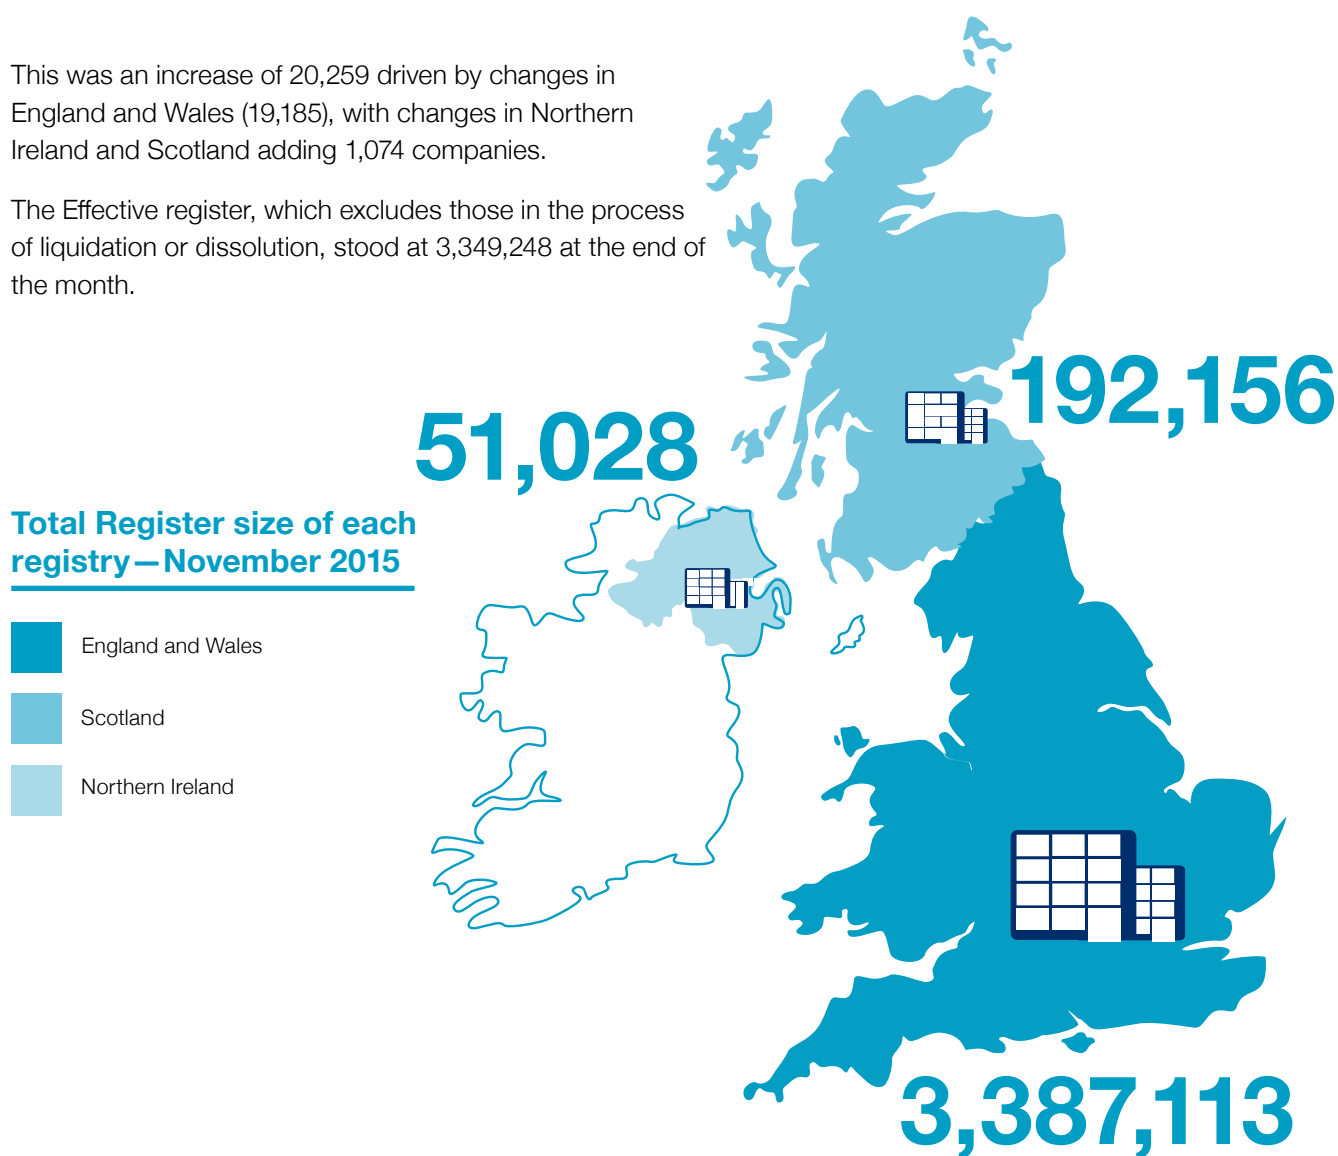 This was an increase of 20,259 driven by changes in
England and Wales (19,185), with changes in Northern
Ireland and Scotland adding 1,074 companies.
The Effective register, which excludes those in the process
of liquidation or dissolution, stood at 3,349,248 at the end of
the month.
192,156
51,028
Total Register size of each
registry—November 2015
England and Wales
Scotland
Northern Ireland
3,387,113